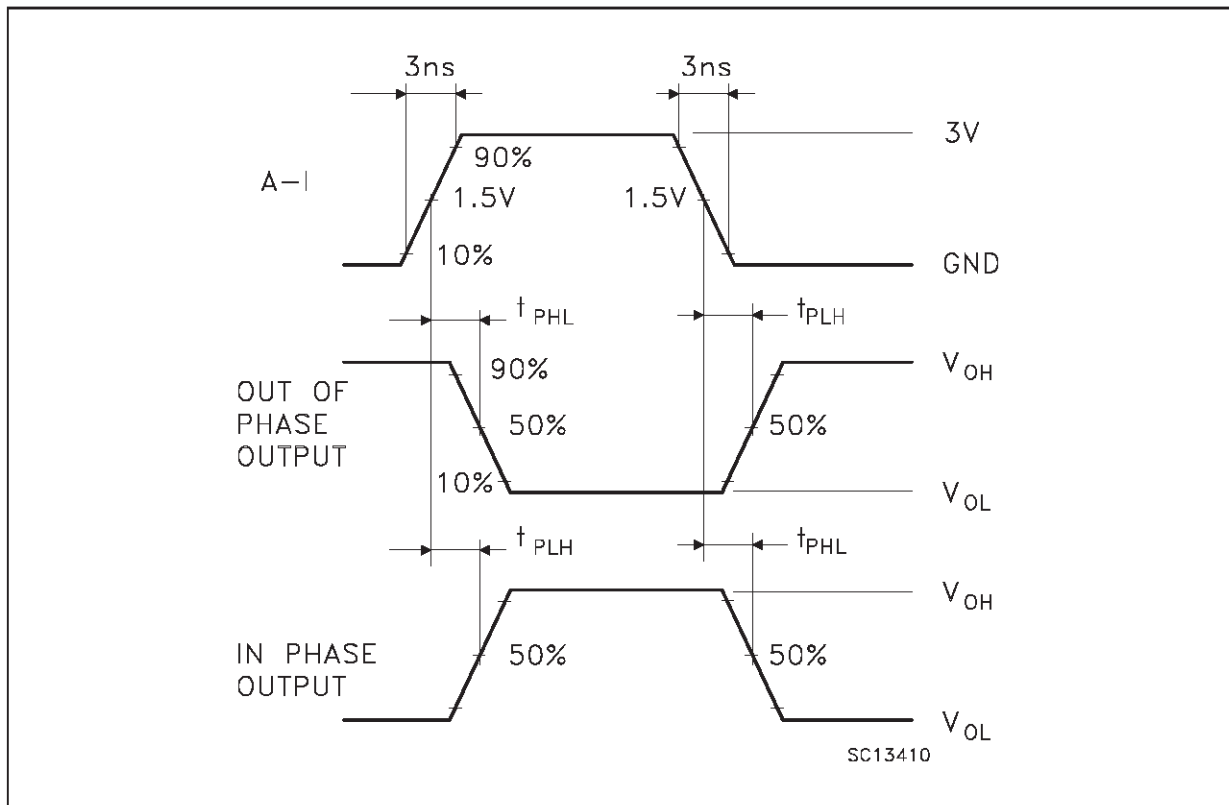 3ns 3ns
3V
90%
A-I
1.5V 1.5V
10%
GND
tPHL tPLH
VOH
90%
OUT OF
PHASE
OUTPUT
50% 50%
10%
VOL
tPLH tPHL
VOH
IN PHASE
OUTPUT
50% 50%
VOL
SC13410